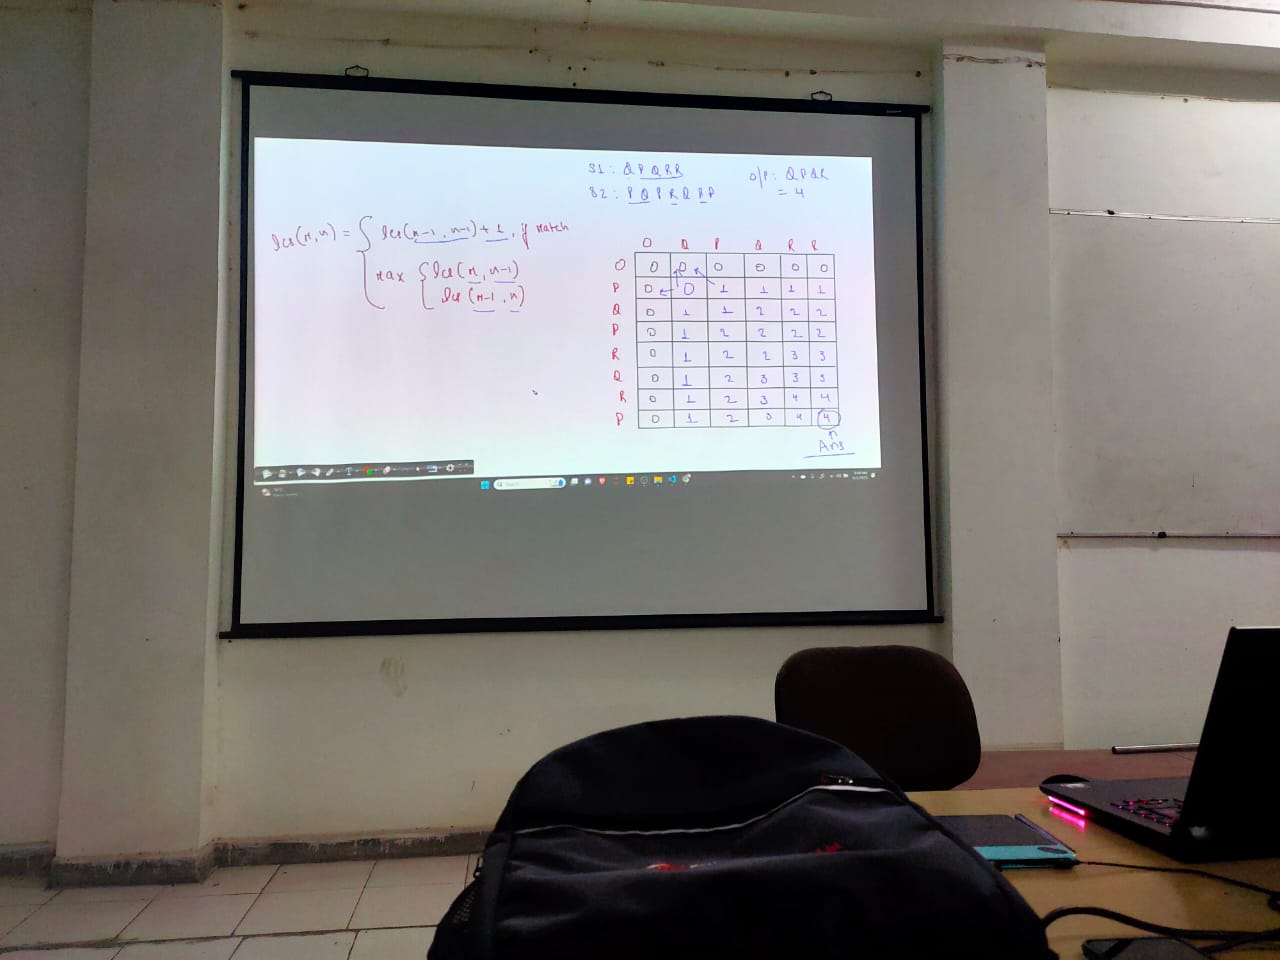 S1 : QPQRR
S2 : PQPRQRP
O/P : QPQR
= 4
lcs(m,n) = { lcs(m-1, n-1) + 1, if match
max { lcs(m, n-1)
lcs(m-1, n)
0 Q P Q R R
0 0 0 0 0 0 0
P 0 0 1 1 1 1
Q 0 1 1 2 2 2
P 0 1 2 2 2 2
R 0 1 2 2 3 3
Q 0 1 2 3 3 3
R 0 1 2 3 4 4
P 0 1 2 3 4 4
Ans
Search